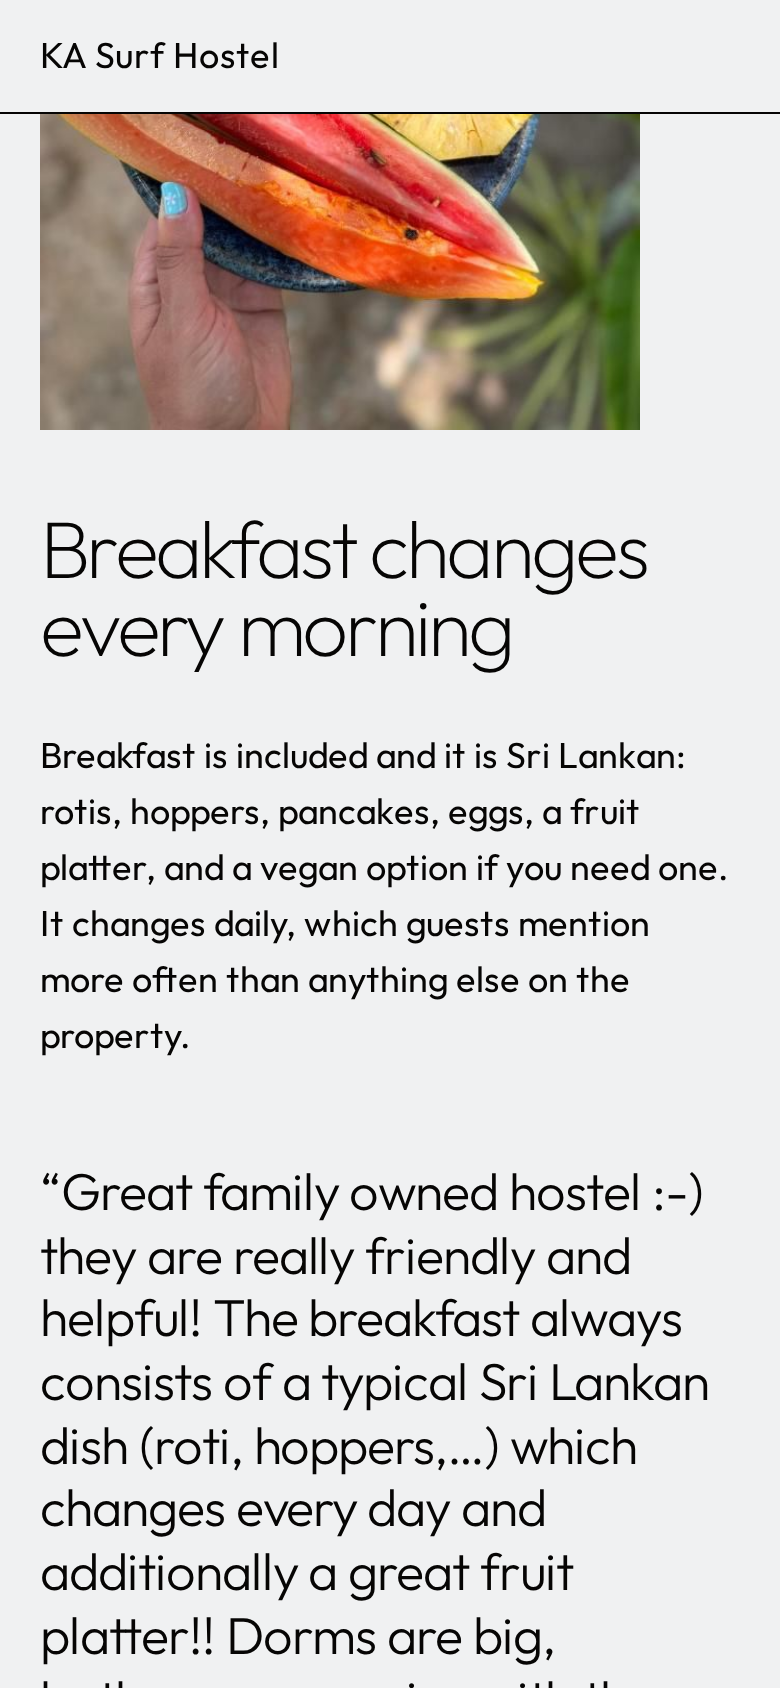 KA Surf Hostel
Breakfast changes
every morning
Breakfast is included and it is Sri Lankan:
rotis, hoppers, pancakes, eggs, a fruit
platter, and a vegan option if you need one.
It changes daily, which guests mention
more often than anything else on the
property.
“Great family owned hostel :-)
they are really friendly and
helpful! The breakfast always
consists of a typical Sri Lankan
dish (roti, hoppers,...) which
changes every day and
additionally a great fruit
platter!! Dorms are big,